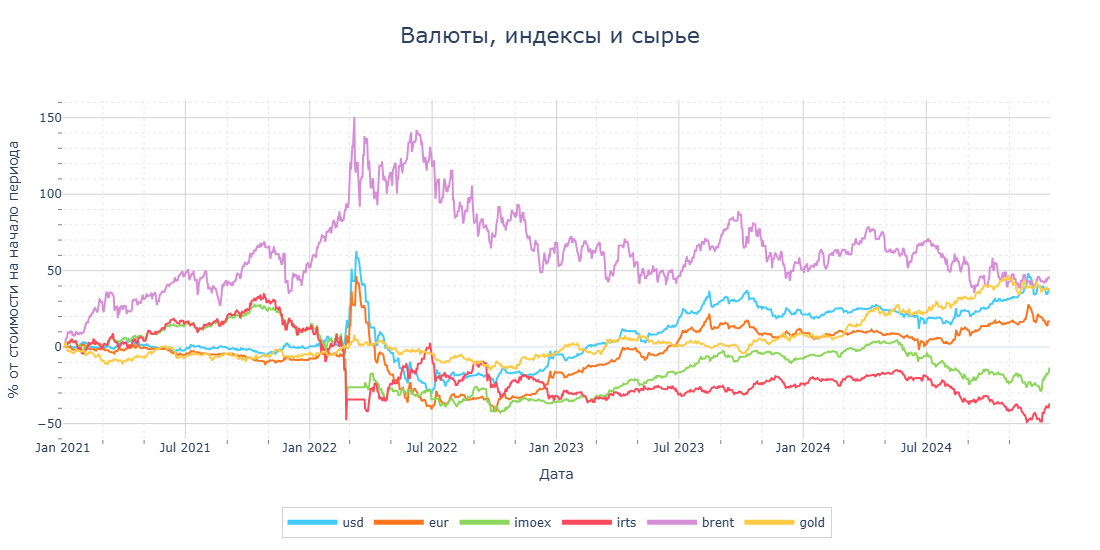 Валюты, индексы и сырье
% от стоимости на начало периода
150
100
50
0
−50
Jan 2021 Jul 2021 Jan 2022 Jul 2022 Jan 2023 Jul 2023 Jan 2024 Jul 2024
Дата
usd eur imoex irts brent gold